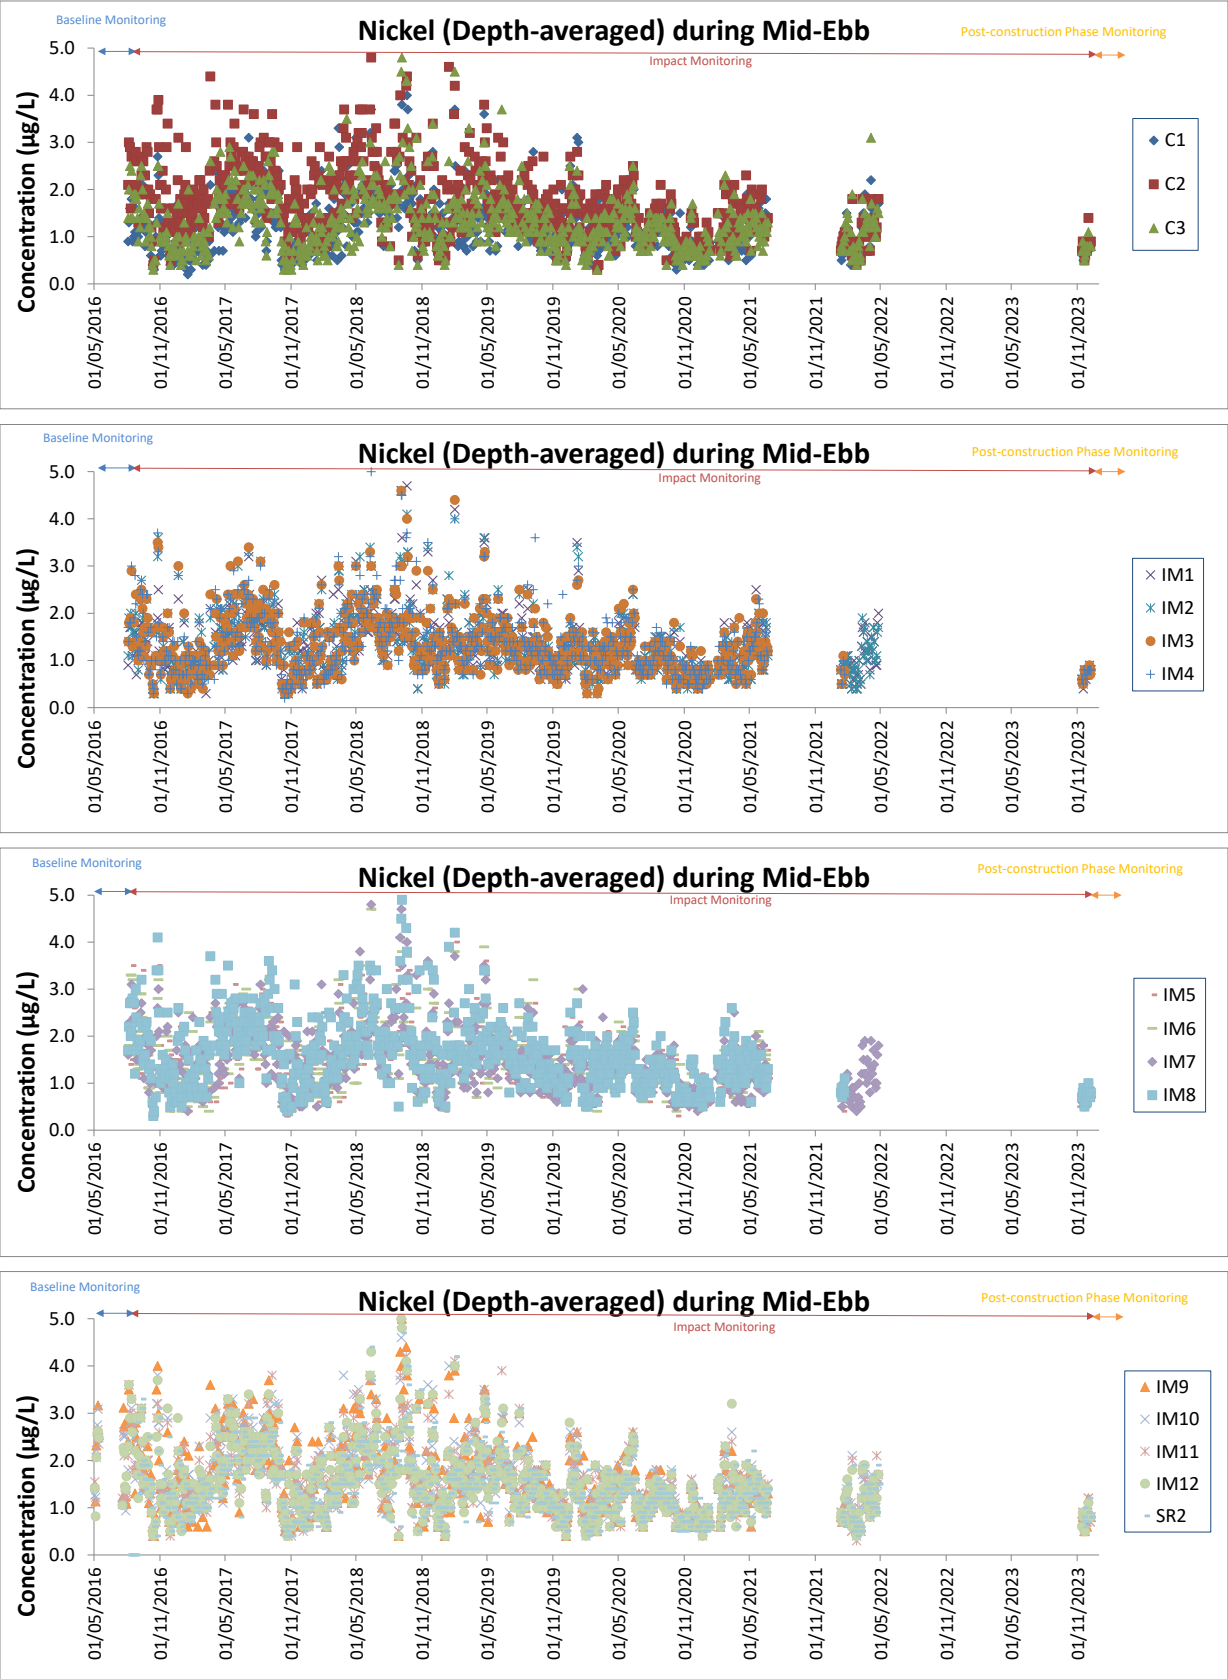 Nickel (Depth-averaged) during Mid-Ebb
Baseline Monitoring
Post-construction Phase Monitoring
Impact Monitoring
Concentration (µg/L)
5.0
4.0
3.0
2.0
1.0
0.0
01/05/2016
01/11/2016
01/05/2017
01/11/2017
01/05/2018
01/11/2018
01/05/2019
01/11/2019
01/05/2020
01/11/2020
01/05/2021
01/11/2021
01/05/2022
01/11/2022
01/05/2023
01/11/2023
C1
C2
C3
Baseline Monitoring
Nickel (Depth-averaged) during Mid-Ebb
Post-construction Phase Monitoring
Impact Monitoring
Concentration (µg/L)
5.0
4.0
3.0
2.0
1.0
0.0
01/05/2016
01/11/2016
01/05/2017
01/11/2017
01/05/2018
01/11/2018
01/05/2019
01/11/2019
01/05/2020
01/11/2020
01/05/2021
01/11/2021
01/05/2022
01/11/2022
01/05/2023
01/11/2023
IM1
IM2
IM3
IM4
Baseline Monitoring
Nickel (Depth-averaged) during Mid-Ebb
Post-construction Phase Monitoring
Impact Monitoring
Concentration (µg/L)
5.0
4.0
3.0
2.0
1.0
0.0
01/05/2016
01/11/2016
01/05/2017
01/11/2017
01/05/2018
01/11/2018
01/05/2019
01/11/2019
01/05/2020
01/11/2020
01/05/2021
01/11/2021
01/05/2022
01/11/2022
01/05/2023
01/11/2023
IM5
IM6
IM7
IM8
Baseline Monitoring
Nickel (Depth-averaged) during Mid-Ebb
Post-construction Phase Monitoring
Impact Monitoring
Concentration (µg/L)
5.0
4.0
3.0
2.0
1.0
0.0
01/05/2016
01/11/2016
01/05/2017
01/11/2017
01/05/2018
01/11/2018
01/05/2019
01/11/2019
01/05/2020
01/11/2020
01/05/2021
01/11/2021
01/05/2022
01/11/2022
01/05/2023
01/11/2023
IM9
IM10
IM11
IM12
SR2